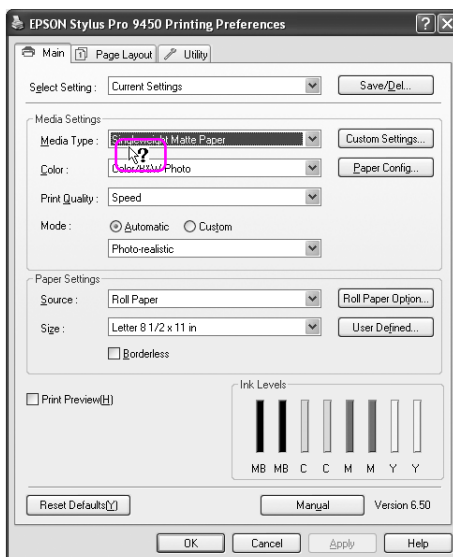 EPSON Stylus Pro 9450 Printing Preferences
Main Page Layout Utility
Select Setting : Current Settings Save/Del...
Media Settings
Media Type : Singleweight Matte Paper Custom Settings...
Color : Color/B&W Photo Paper Config...
Print Quality : Speed
Mode : Automatic Custom
Photo-realistic
Paper Settings
Source : Roll Paper Roll Paper Option...
Size : Letter 8 1/2 x 11 in User Defined...
Borderless
Print Preview(H)
Ink Levels
MB MB C C M M Y Y
Reset Defaults(Y) Manual Version 6.50
OK Cancel Apply Help